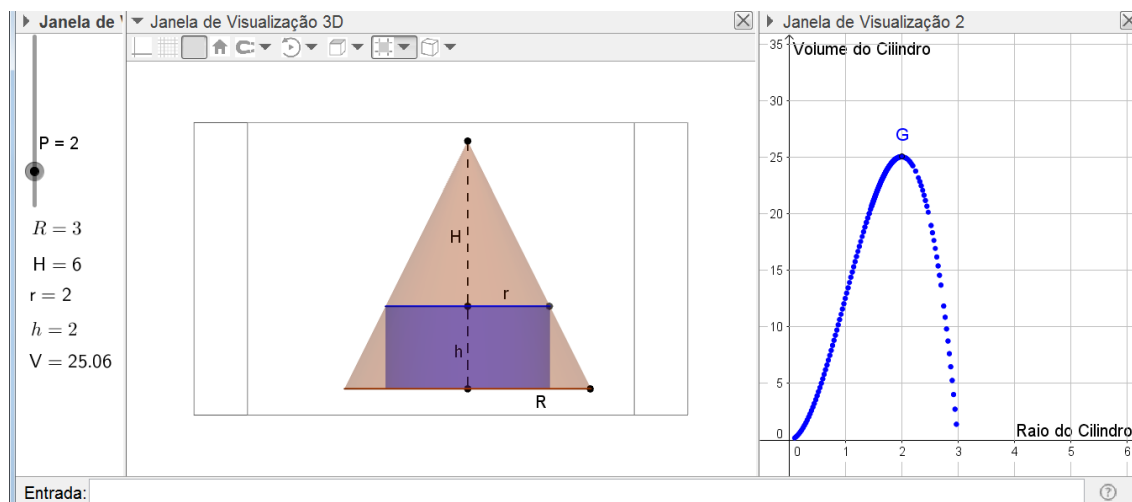 Janela de V
P = 2
R = 3
H = 6
r = 2
h = 2
V = 25.06
Janela de Visualização 3D
H
r
h
R
Janela de Visualização 2
Volume do Cilindro
35
30
25
20
15
10
5
0
G
Raio do Cilindro
0 1 2 3 4 5 6
Entrada: